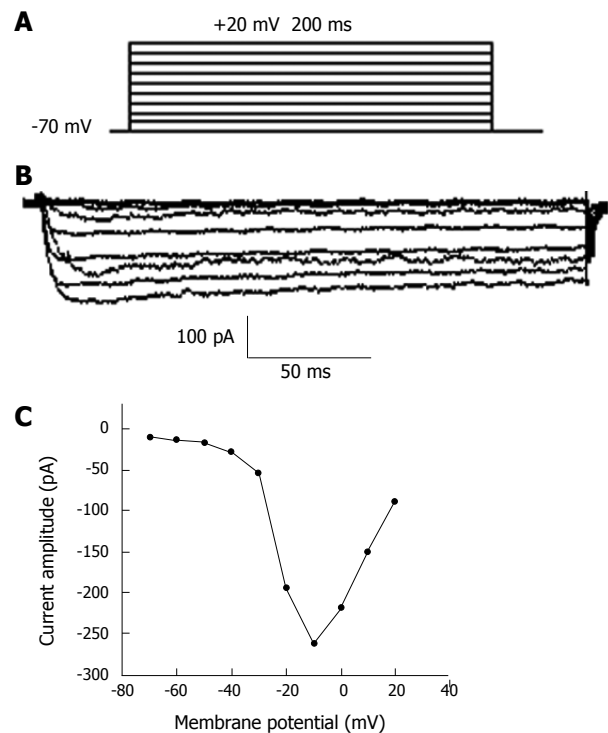 A
+20 mV 200 ms
-70 mV
B
100 pA
50 ms
C
0
-50
-100
-150
-200
-250
-300
Current amplitude (pA)
-80 -60 -40 -20 0 20 40
Membrane potential (mV)